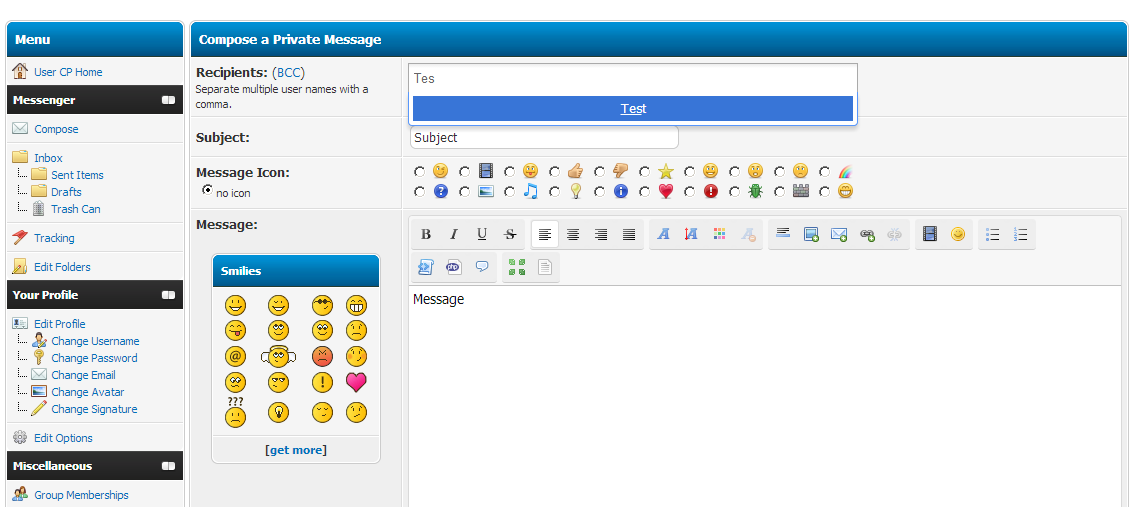 Menu
User CP Home
Messenger
Compose
Inbox
Sent Items
Drafts
Trash Can
Tracking
Edit Folders
Your Profile
Edit Profile
Change Username
Change Password
Change Email
Change Avatar
Change Signature
Edit Options
Miscellaneous
Group Memberships
Compose a Private Message
Recipients: (BCC)
Separate multiple user names with a
comma.
Tes
Test
Subject:
Subject
Message Icon:
no icon
Message:
B I U S
Smilies
???
[get more]
Message